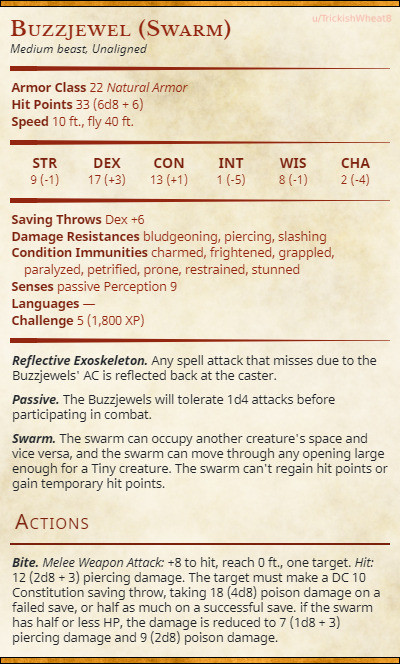 Buzzjewel (Swarm)
u/TrickishWheat8
Medium beast, Unaligned
Armor Class 22 Natural Armor
Hit Points 33 (6d8 + 6)
Speed 10 ft., fly 40 ft.
STR DEX CON INT WIS CHA
9 (-1) 17 (+3) 13 (+1) 1 (-5) 8 (-1) 2 (-4)
Saving Throws Dex +6
Damage Resistances bludgeoning, piercing, slashing
Condition Immunities charmed, frightened, grappled,
paralyzed, petrified, prone, restrained, stunned
Senses passive Perception 9
Languages —
Challenge 5 (1,800 XP)
Reflective Exoskeleton. Any spell attack that misses due to the
Buzzjewels' AC is reflected back at the caster.
Passive. The Buzzjewels will tolerate 1d4 attacks before
participating in combat.
Swarm. The swarm can occupy another creature's space and
vice versa, and the swarm can move through any opening large
enough for a Tiny creature. The swarm can't regain hit points or
gain temporary hit points.
Actions
Bite. Melee Weapon Attack: +8 to hit, reach 0 ft., one target. Hit:
12 (2d8 + 3) piercing damage. The target must make a DC 10
Constitution saving throw, taking 18 (4d8) poison damage on a
failed save, or half as much on a successful save. if the swarm
has half or less HP, the damage is reduced to 7 (1d8 + 3)
piercing damage and 9 (2d8) poison damage.